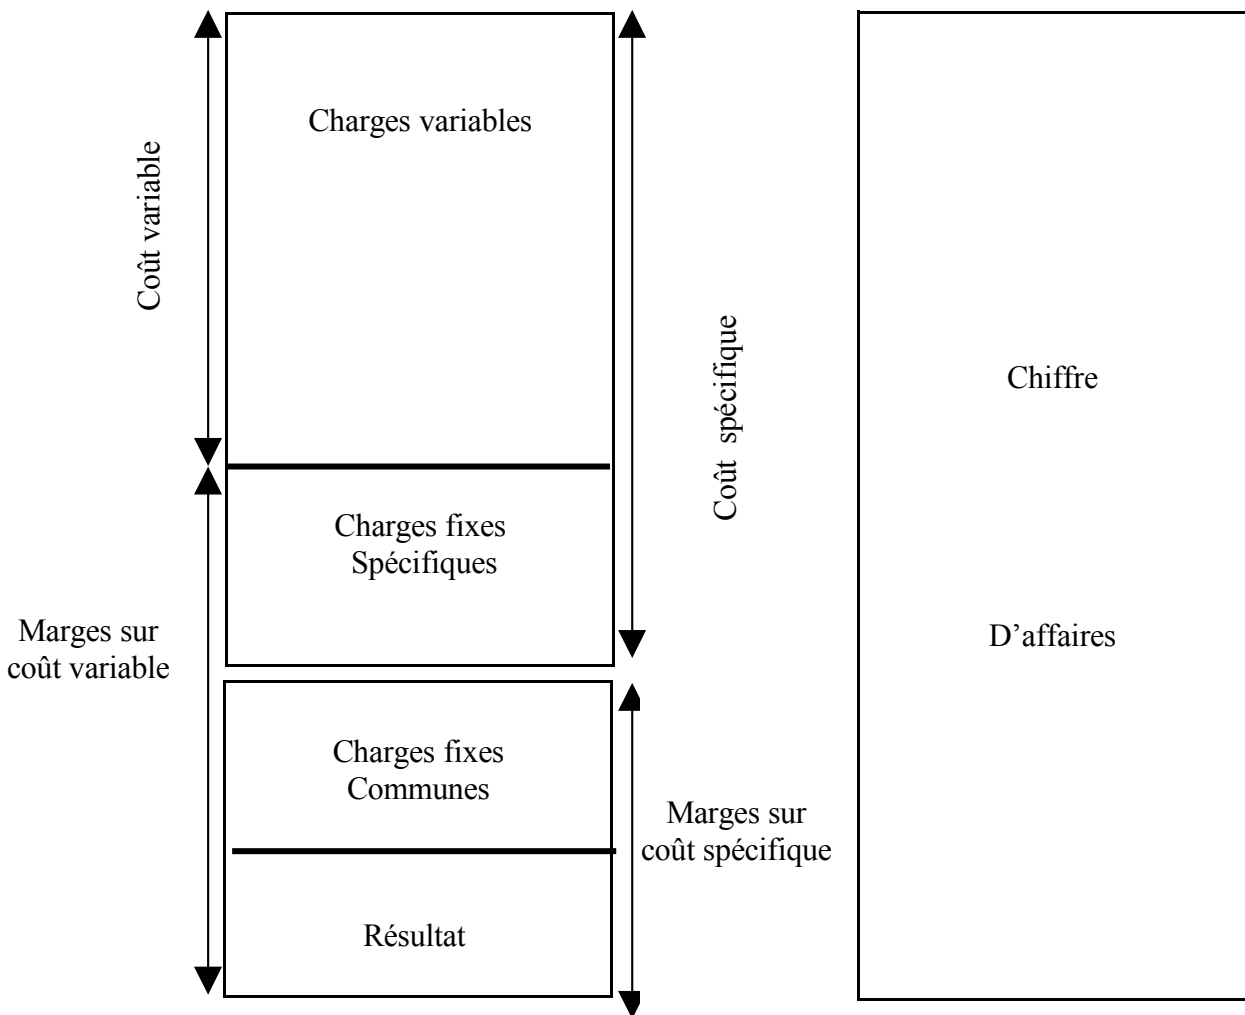 Charges variables
Coût variable
Coût spécifique
Chiffre
Charges fixes
Spécifiques
Marges sur
coût variable
D’affaires
Charges fixes
Communes
Marges sur
coût spécifique
Résultat